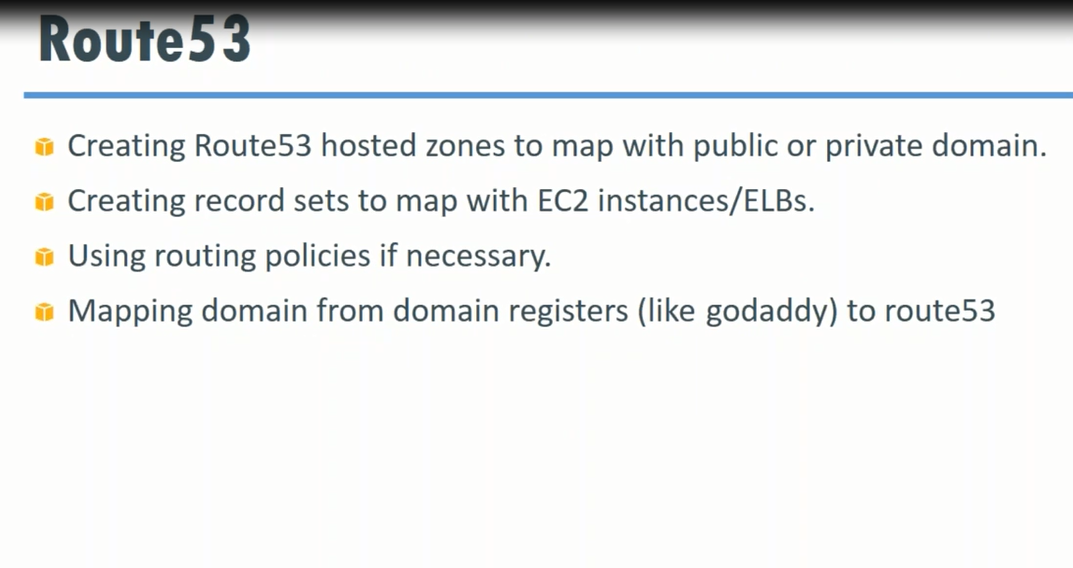 Route53
Creating Route53 hosted zones to map with public or private domain.
Creating record sets to map with EC2 instances/ELBs.
Using routing policies if necessary.
Mapping domain from domain registers (like godaddy) to route53